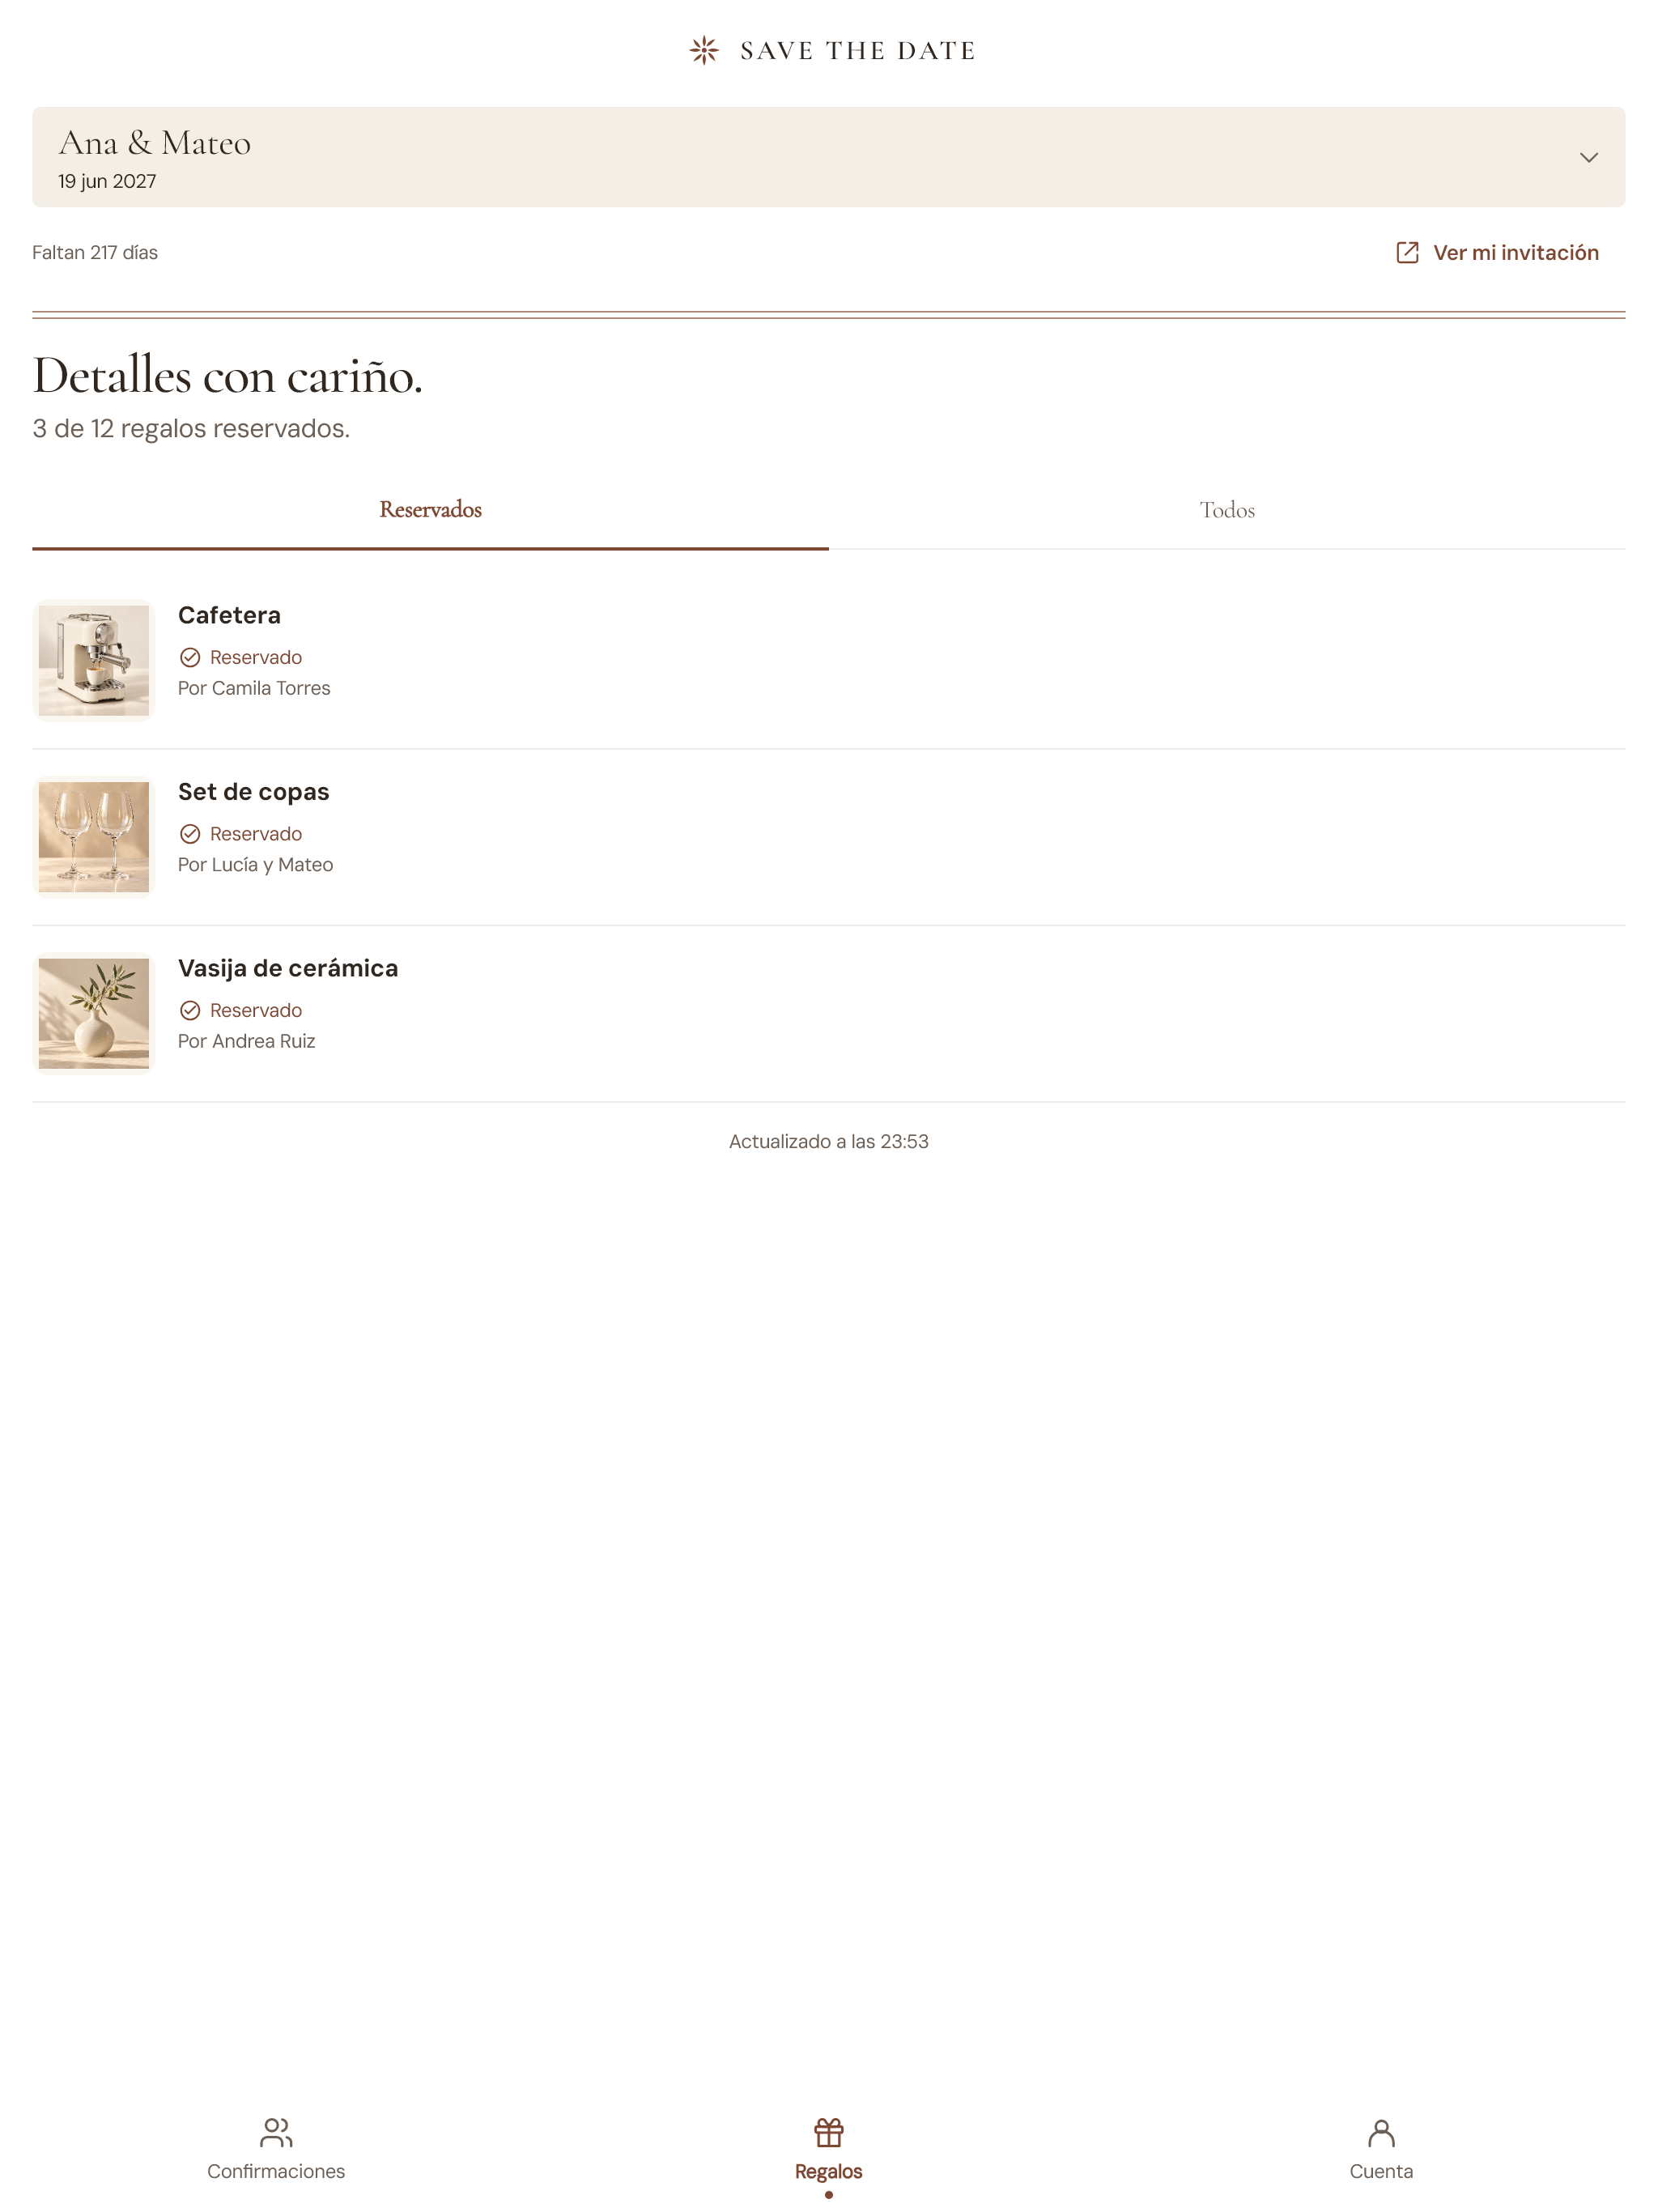 SAVE THE DATE
Ana & Mateo
19 jun 2027
Faltan 217 días
Ver mi invitación
Detalles con cariño.
3 de 12 regalos reservados.
Reservados
Todos
Cafetera
Reservado
Por Camila Torres
Set de copas
Reservado
Por Lucía y Mateo
Vasija de cerámica
Reservado
Por Andrea Ruiz
Actualizado a las 23:53
Confirmaciones
Regalos
Cuenta